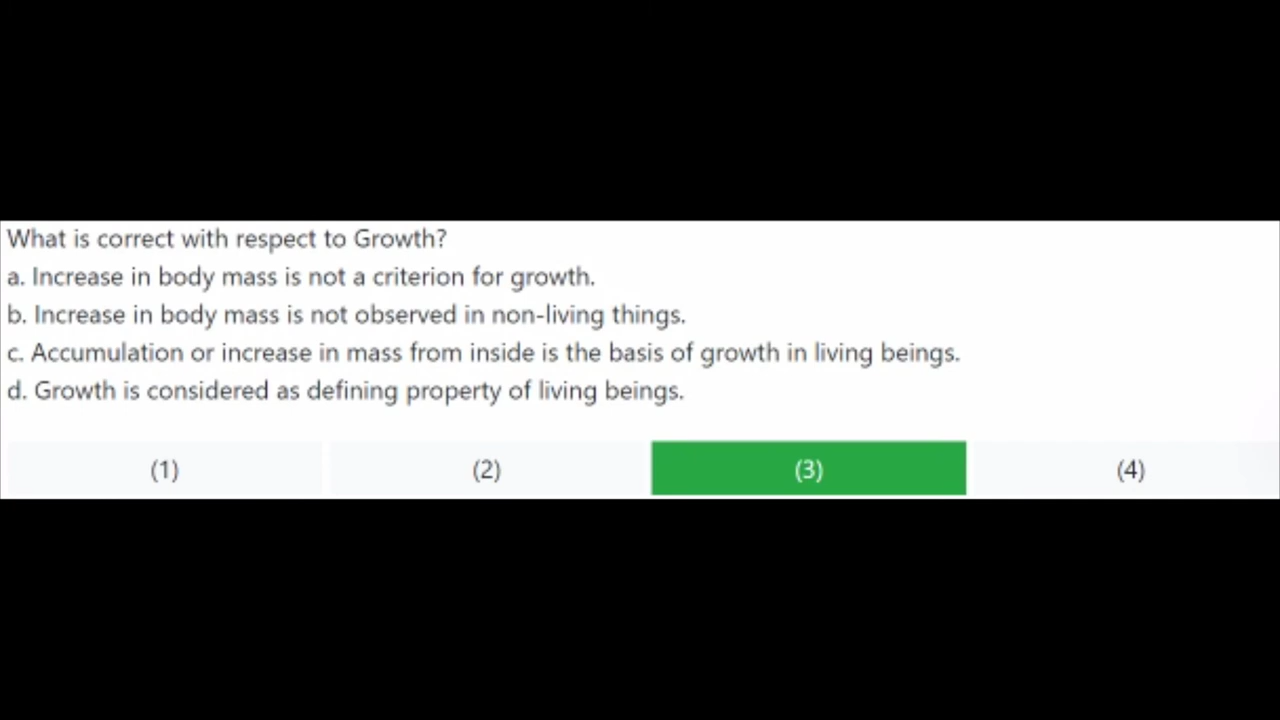 What is correct with respect to Growth?
a. Increase in body mass is not a criterion for growth.
b. Increase in body mass is not observed in non-living things.
c. Accumulation or increase in mass from inside is the basis of growth in living beings.
d. Growth is considered as defining property of living beings.
(1) (2) (3) (4)